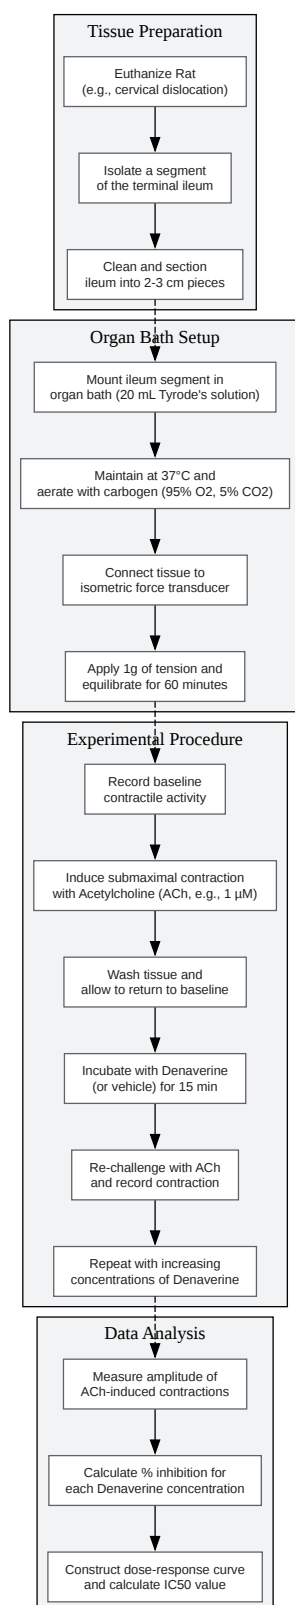 Tissue Preparation
Euthanize Rat
(e.g., cervical dislocation)
Isolate a segment
of the terminal ileum
Clean and section
ileum into 2-3 cm pieces
Organ Bath Setup
Mount ileum segment in
organ bath (20 mL Tyrode's solution)
Maintain at 37°C and
aerate with carbogen (95% O2, 5% CO2)
Connect tissue to
isometric force transducer
Apply 1g of tension and
equilibrate for 60 minutes
Experimental Procedure
Record baseline
contractile activity
Induce submaximal contraction
with Acetylcholine (ACh, e.g., 1 µM)
Wash tissue and
allow to return to baseline
Incubate with Denaverine
(or vehicle) for 15 min
Re-challenge with ACh
and record contraction
Repeat with increasing
concentrations of Denaverine
Data Analysis
Measure amplitude of
ACh-induced contractions
Calculate % inhibition for
each Denaverine concentration
Construct dose-response curve
and calculate IC50 value